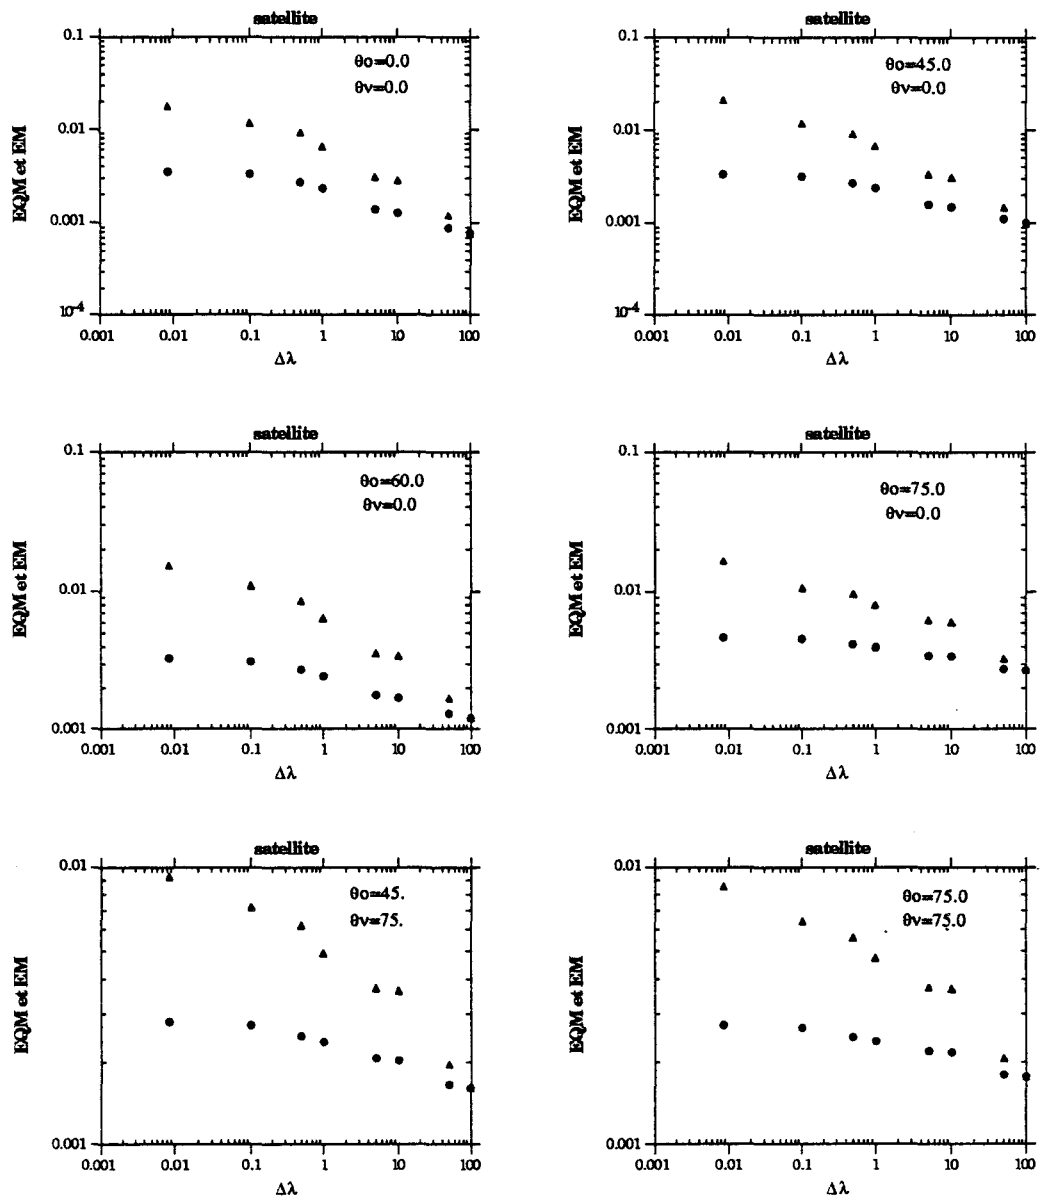 satellite
0.1
θo=0.0
θv=0.0
0.01
EQM et EM
0.001
10-4
0.001 0.01 0.1 1 10 100
Δλ
satellite
0.1
θo=45.0
θv=0.0
0.01
EQM et EM
0.001
10-4
0.001 0.01 0.1 1 10 100
Δλ
satellite
0.1
θo=60.0
θv=0.0
EQM et EM
0.01
0.001
0.001 0.01 0.1 1 10 100
Δλ
satellite
0.1
θo=75.0
θv=0.0
EQM et EM
0.01
0.001
0.001 0.01 0.1 1 10 100
Δλ
satellite
0.01
θo=45.
θv=75.
EQM et EM
0.001
0.001 0.01 0.1 1 10 100
Δλ
satellite
0.01
θo=75.0
θv=75.0
EQM et EM
0.001
0.001 0.01 0.1 1 10 100
Δλ